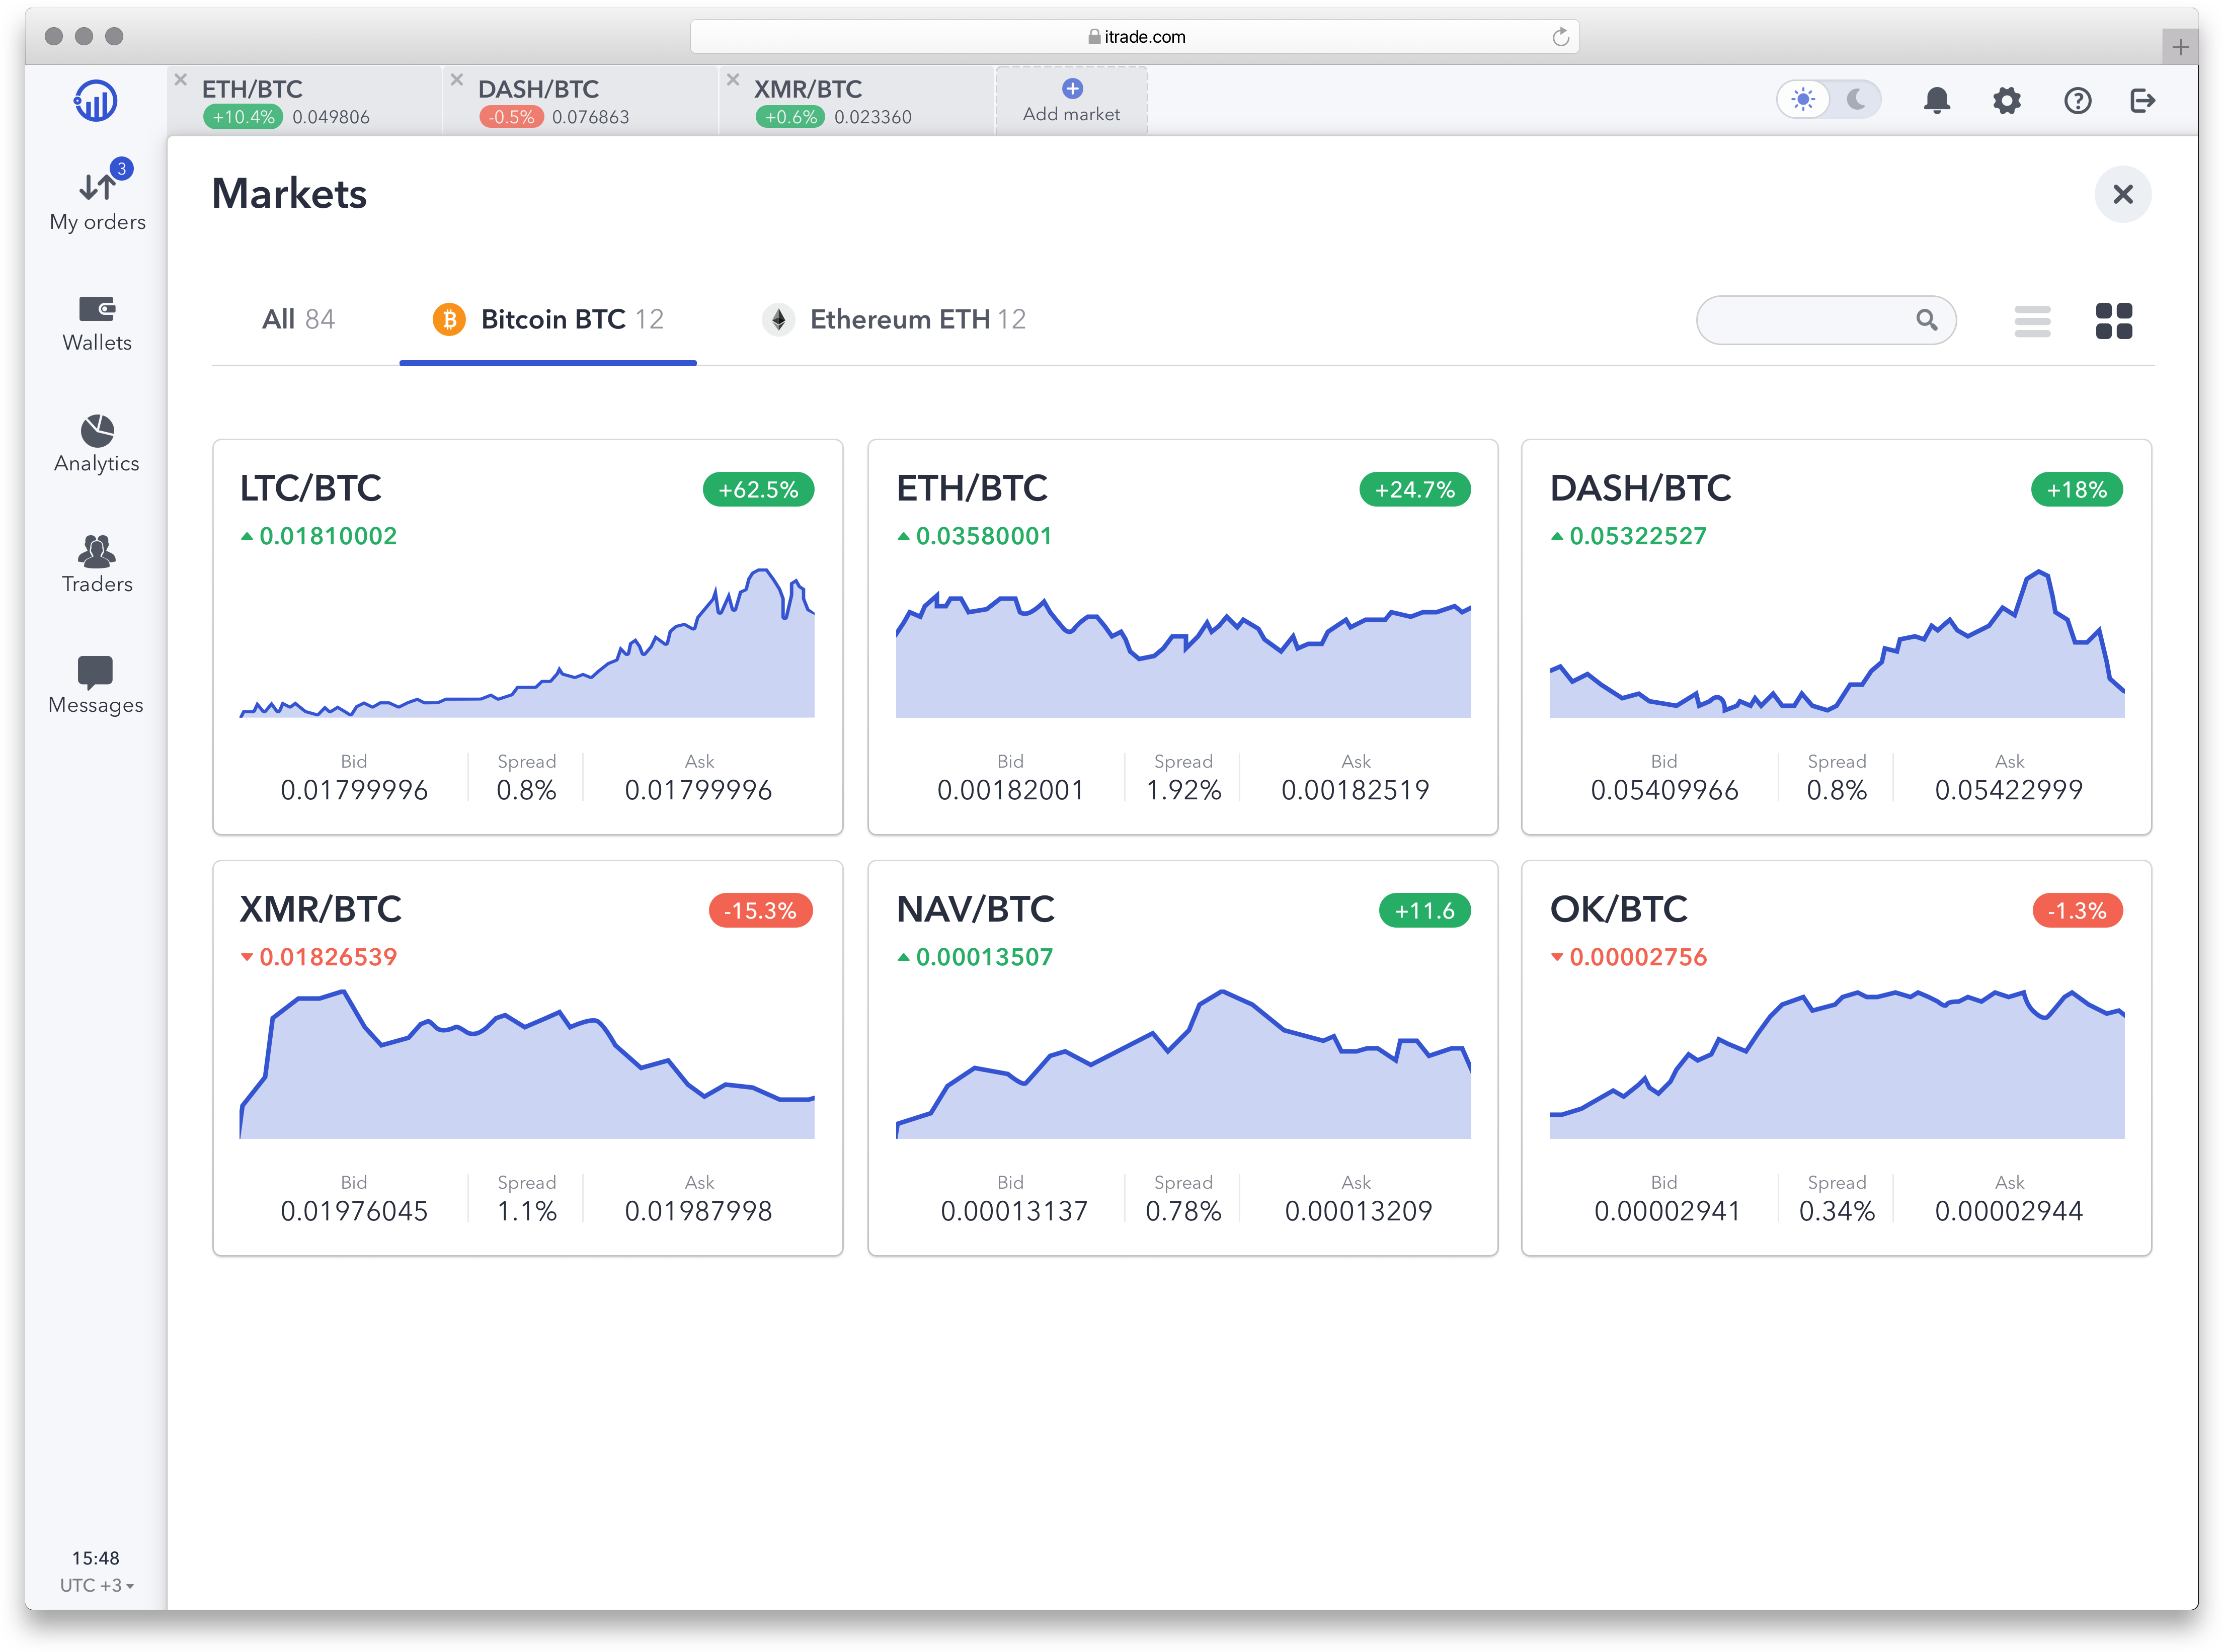 itrade.com
ETH/BTC
+10.4% 0.049806
DASH/BTC
-0.5% 0.076863
XMR/BTC
+0.6% 0.023360
Add market
3
My orders
Wallets
Analytics
Traders
Messages
15:48
UTC +3
Markets
All 84
Bitcoin BTC 12
Ethereum ETH 12
LTC/BTC +62.5%
0.01810002
Bid Spread Ask
0.01799996 0.8% 0.01799996
ETH/BTC +24.7%
0.03580001
Bid Spread Ask
0.00182001 1.92% 0.00182519
DASH/BTC +18%
0.05322527
Bid Spread Ask
0.05409966 0.8% 0.05422999
XMR/BTC -15.3%
0.01826539
Bid Spread Ask
0.01976045 1.1% 0.01987998
NAV/BTC +11.6
0.00013507
Bid Spread Ask
0.00013137 0.78% 0.00013209
OK/BTC -1.3%
0.00002756
Bid Spread Ask
0.00002941 0.34% 0.00002944